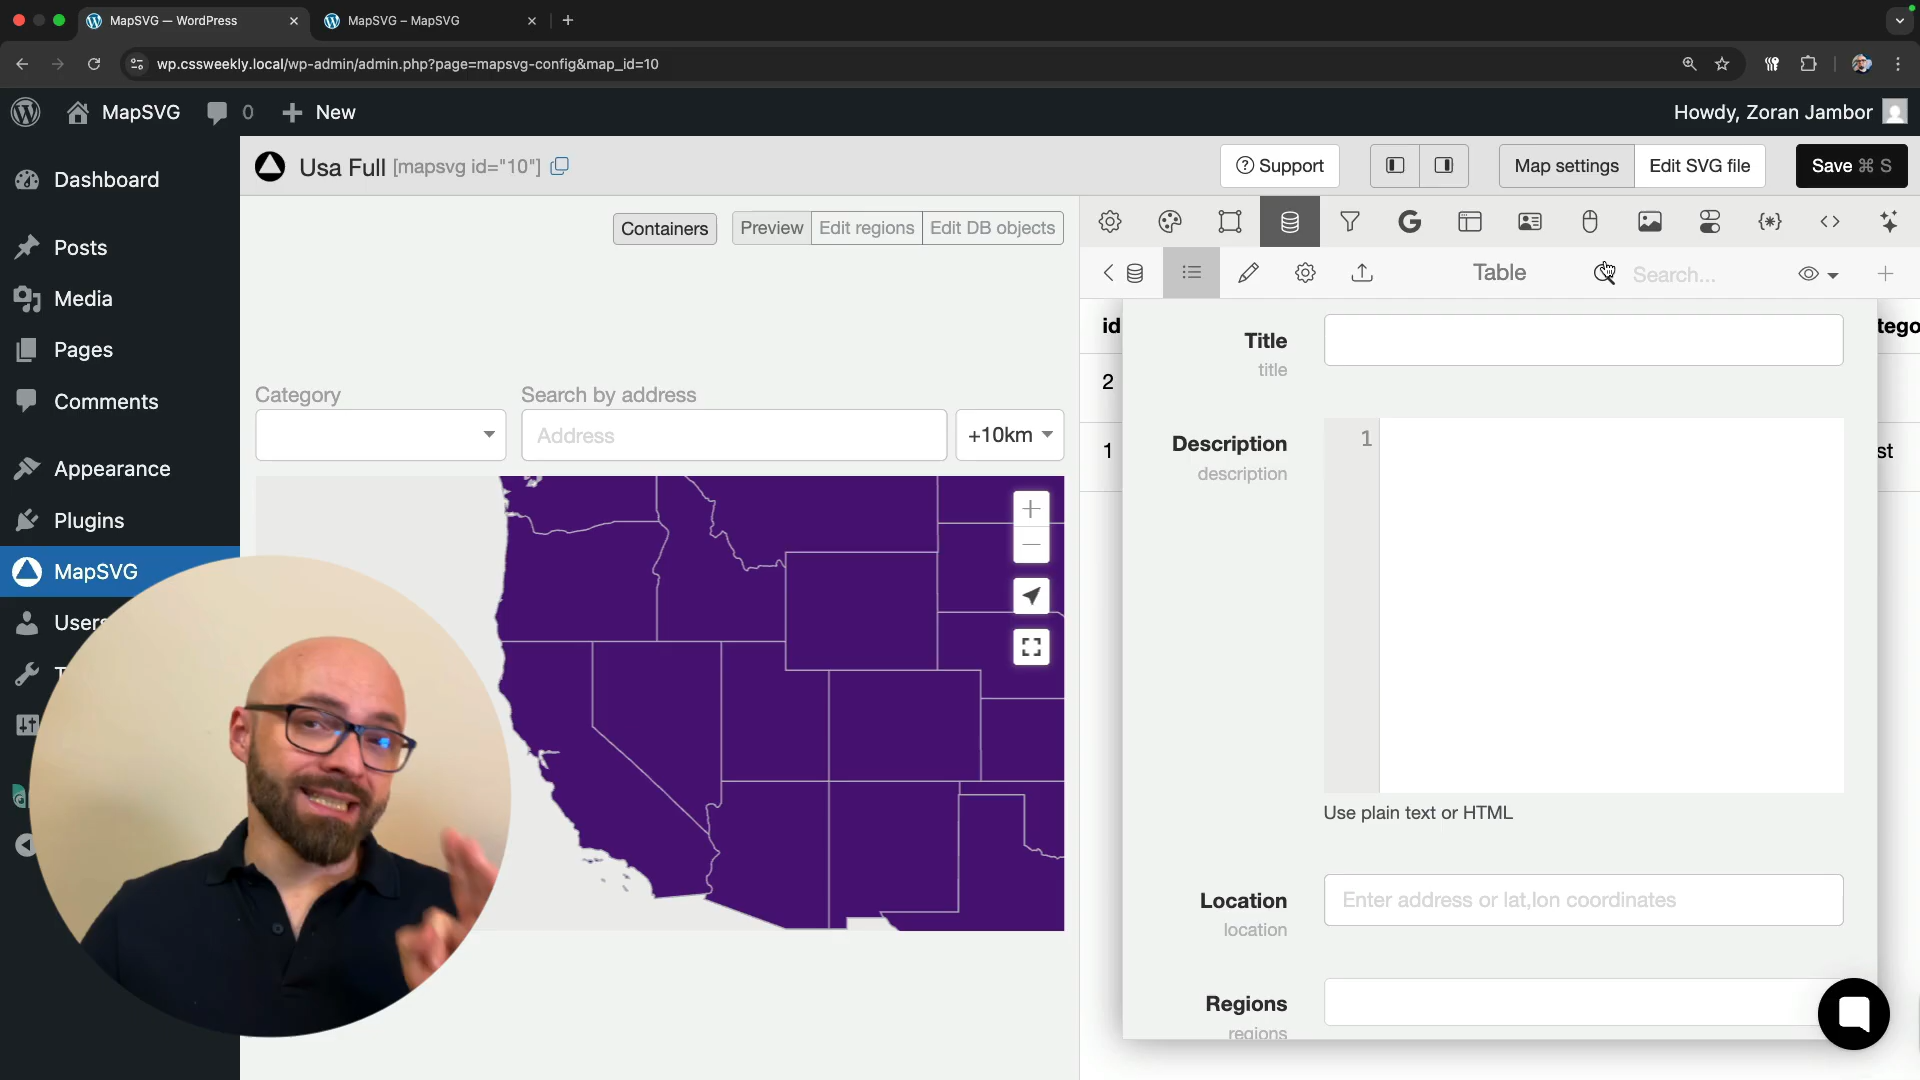 MapSVG — WordPress
MapSVG – MapSVG
wp.cssweekly.local/wp-admin/admin.php?page=mapsvg-config&map_id=10
MapSVG 0 New
Howdy, Zoran Jambor
Dashboard
Posts
Media
Pages
Comments
Appearance
Plugins
MapSVG
Users
Usa Full [mapsvg id="10"]
Support
Map settings
Edit SVG file
Save ⌘ S
Containers
Preview
Edit regions
Edit DB objects
Category
Search by address
Address
+10km
Table
Search...
id
tego
2
1
st
Title
title
Description
description
1
Use plain text or HTML
Location
location
Enter address or lat,lon coordinates
Regions
regions